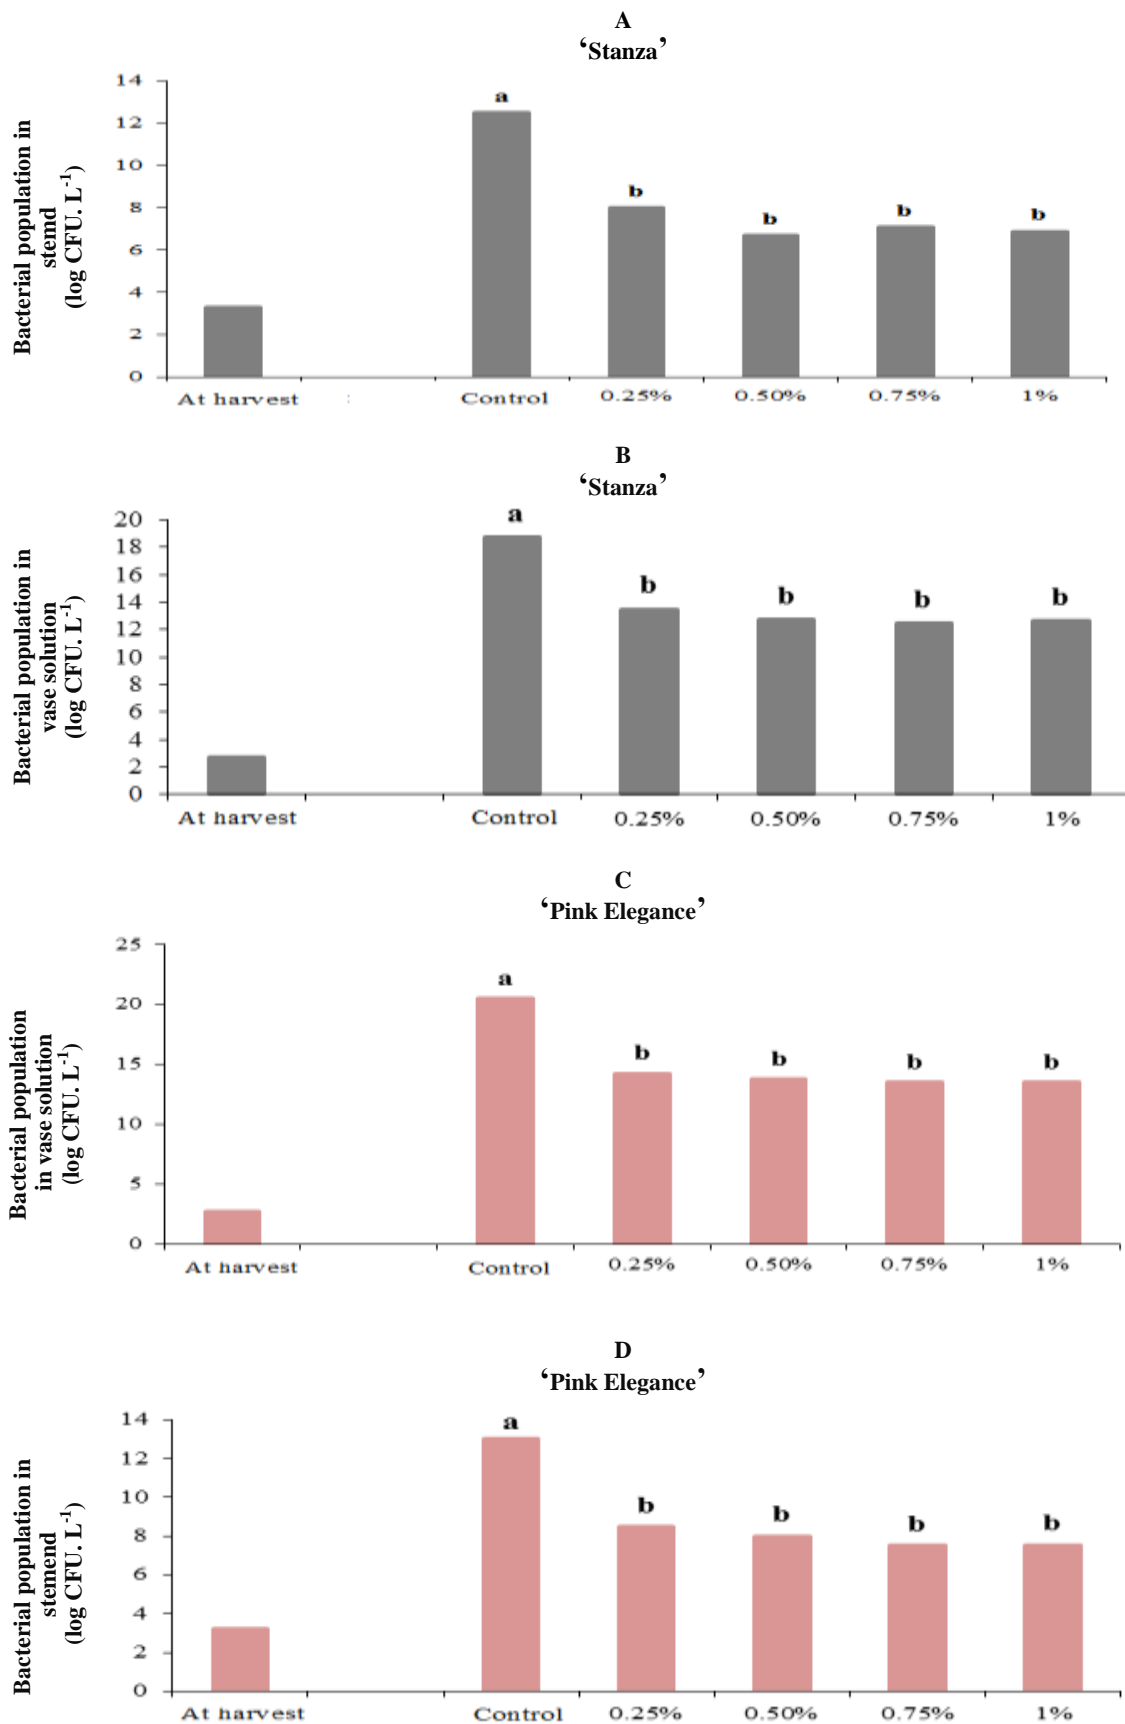 A
‘Stanza’
Bacterial population in
stemd
(log CFU. L-1)
14
12
10
8
6
4
2
0
a
b
b
b
b
At harvest
Control
0.25%
0.50%
0.75%
1%
B
‘Stanza’
Bacterial population in
vase solution
(log CFU. L-1)
20
18
16
14
12
10
8
6
4
2
0
a
b
b
b
b
At harvest
Control
0.25%
0.50%
0.75%
1%
C
‘Pink Elegance’
Bacterial population
in vase solution
(log CFU. L-1)
25
20
15
10
5
0
a
b
b
b
b
At harvest
Control
0.25%
0.50%
0.75%
1%
D
‘Pink Elegance’
Bacterial population in
stemend
(log CFU. L-1)
14
12
10
8
6
4
2
0
a
b
b
b
b
At harvest
Control
0.25%
0.50%
0.75%
1%